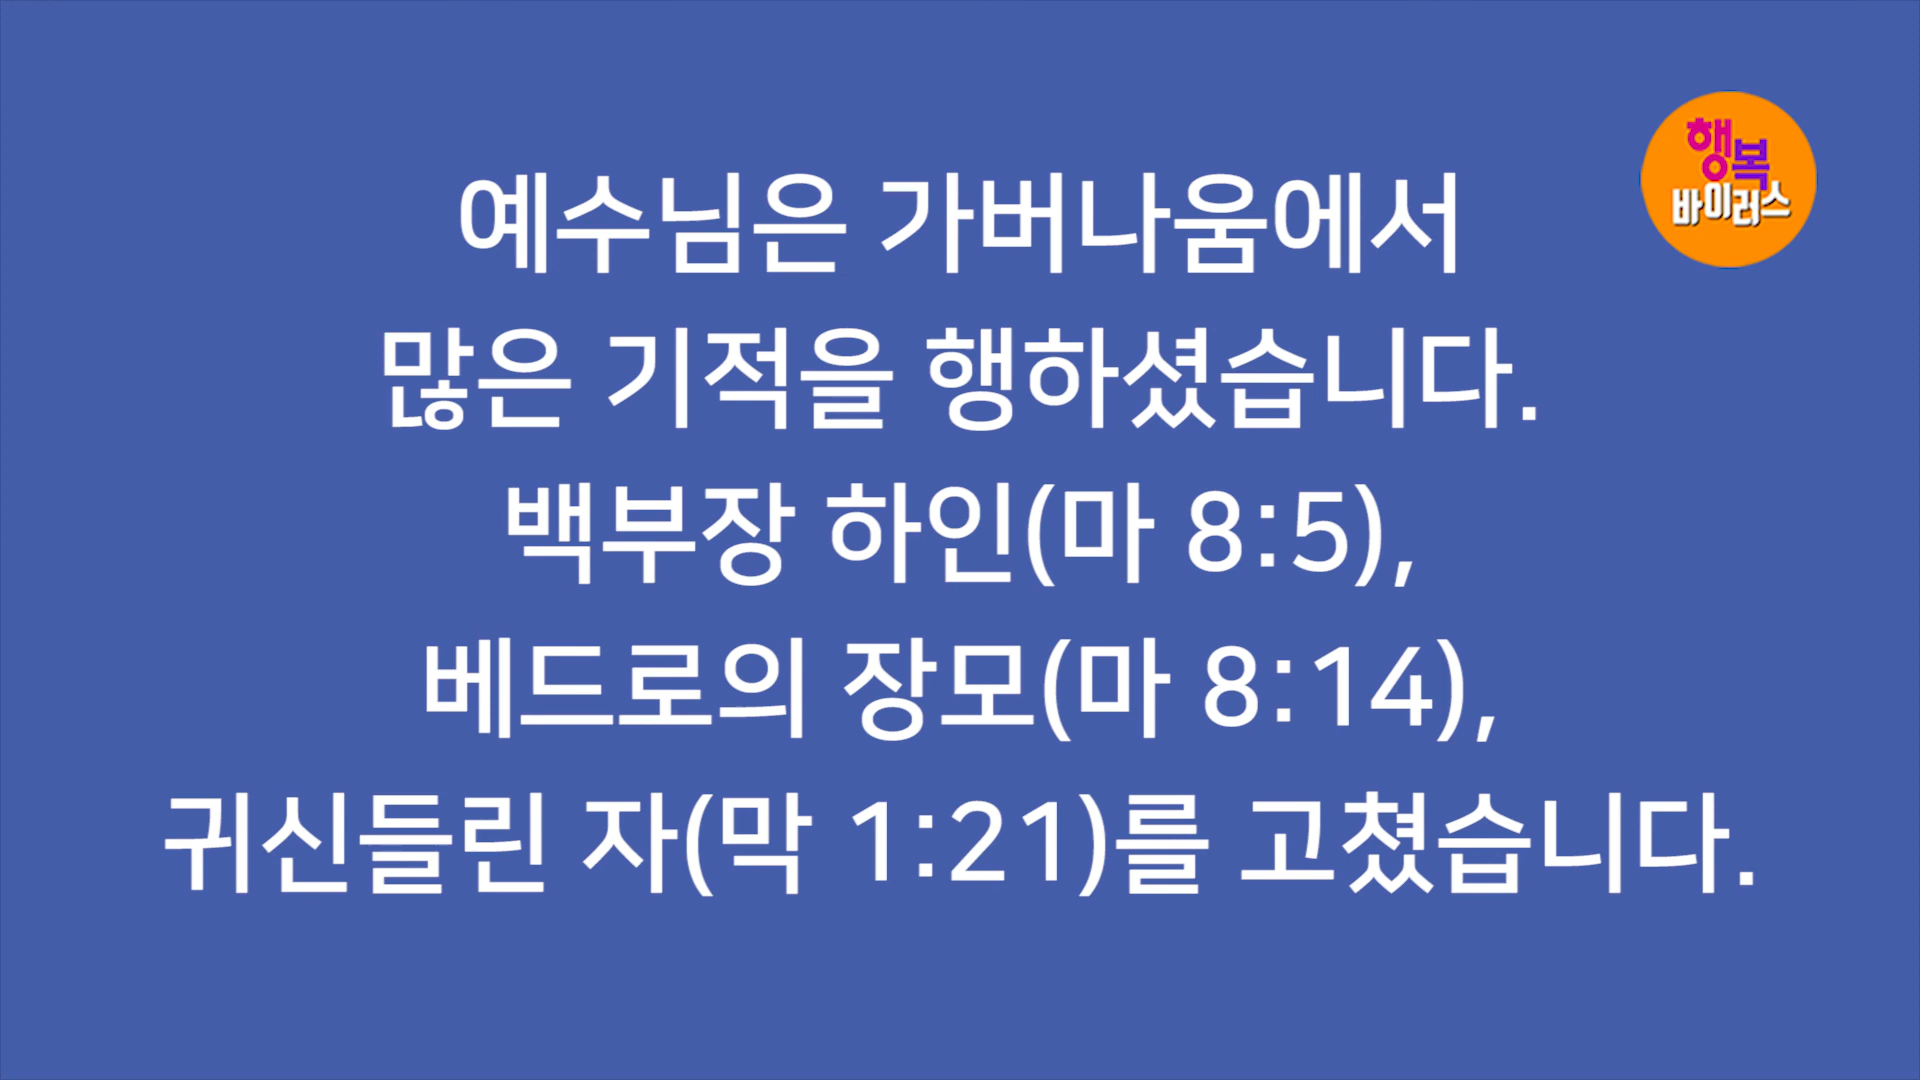 행복
바이러스
예수님은 가버나움에서
많은 기적을 행하셨습니다.
백부장 하인(마 8:5),
베드로의 장모(마 8:14),
귀신들린 자(막 1:21)를 고쳤습니다.